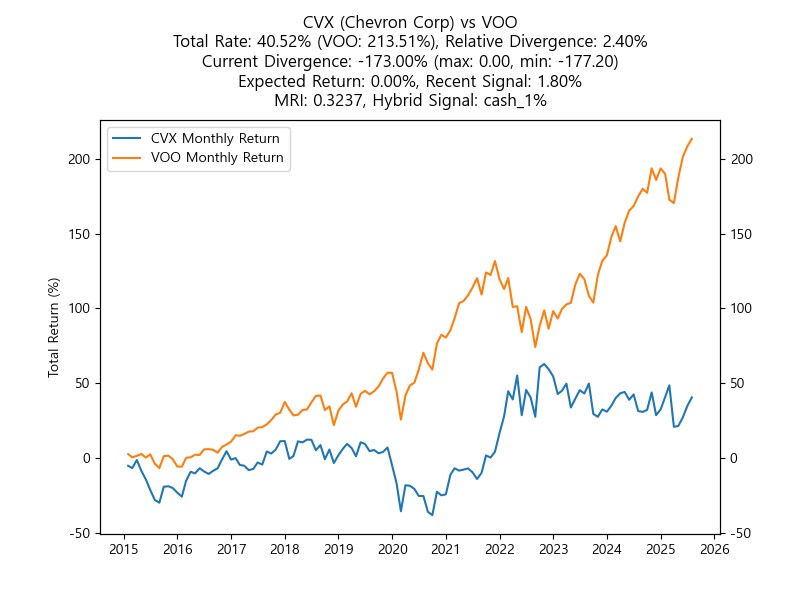 CVX (Chevron Corp) vs VOO
Total Rate: 40.52% (VOO: 213.51%), Relative Divergence: 2.40%
Current Divergence: -173.00% (max: 0.00, min: -177.20)
Expected Return: 0.00%, Recent Signal: 1.80%
MRI: 0.3237, Hybrid Signal: cash_1%
CVX Monthly Return
VOO Monthly Return
Total Return (%)
200
150
100
50
0
-50
200
150
100
50
0
-50
2015 2016 2017 2018 2019 2020 2021 2022 2023 2024 2025 2026